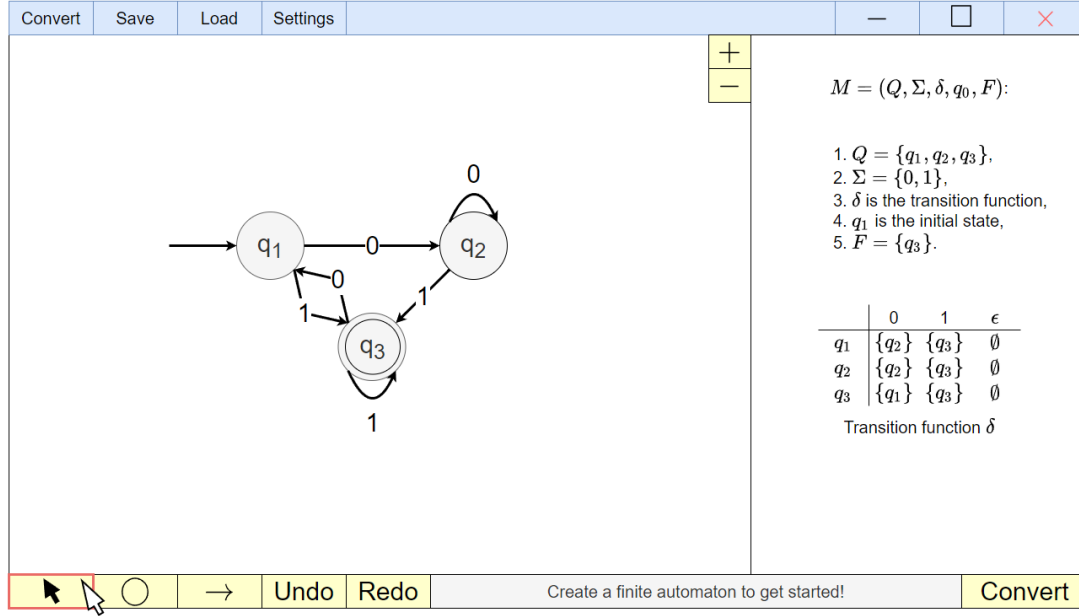 Convert Save Load Settings
+
−
M = (Q, Σ, δ, q₀, F):
1. Q = {q₁, q₂, q₃},
2. Σ = {0, 1},
3. δ is the transition function,
4. q₁ is the initial state,
5. F = {q₃}.
0
q₁ 0 q₂
0
1
1
q₃
1
0 1 ϵ
q₁ {q₂} {q₃} ∅
q₂ {q₂} {q₃} ∅
q₃ {q₁} {q₃} ∅
Transition function δ
Undo Redo Create a finite automaton to get started! Convert